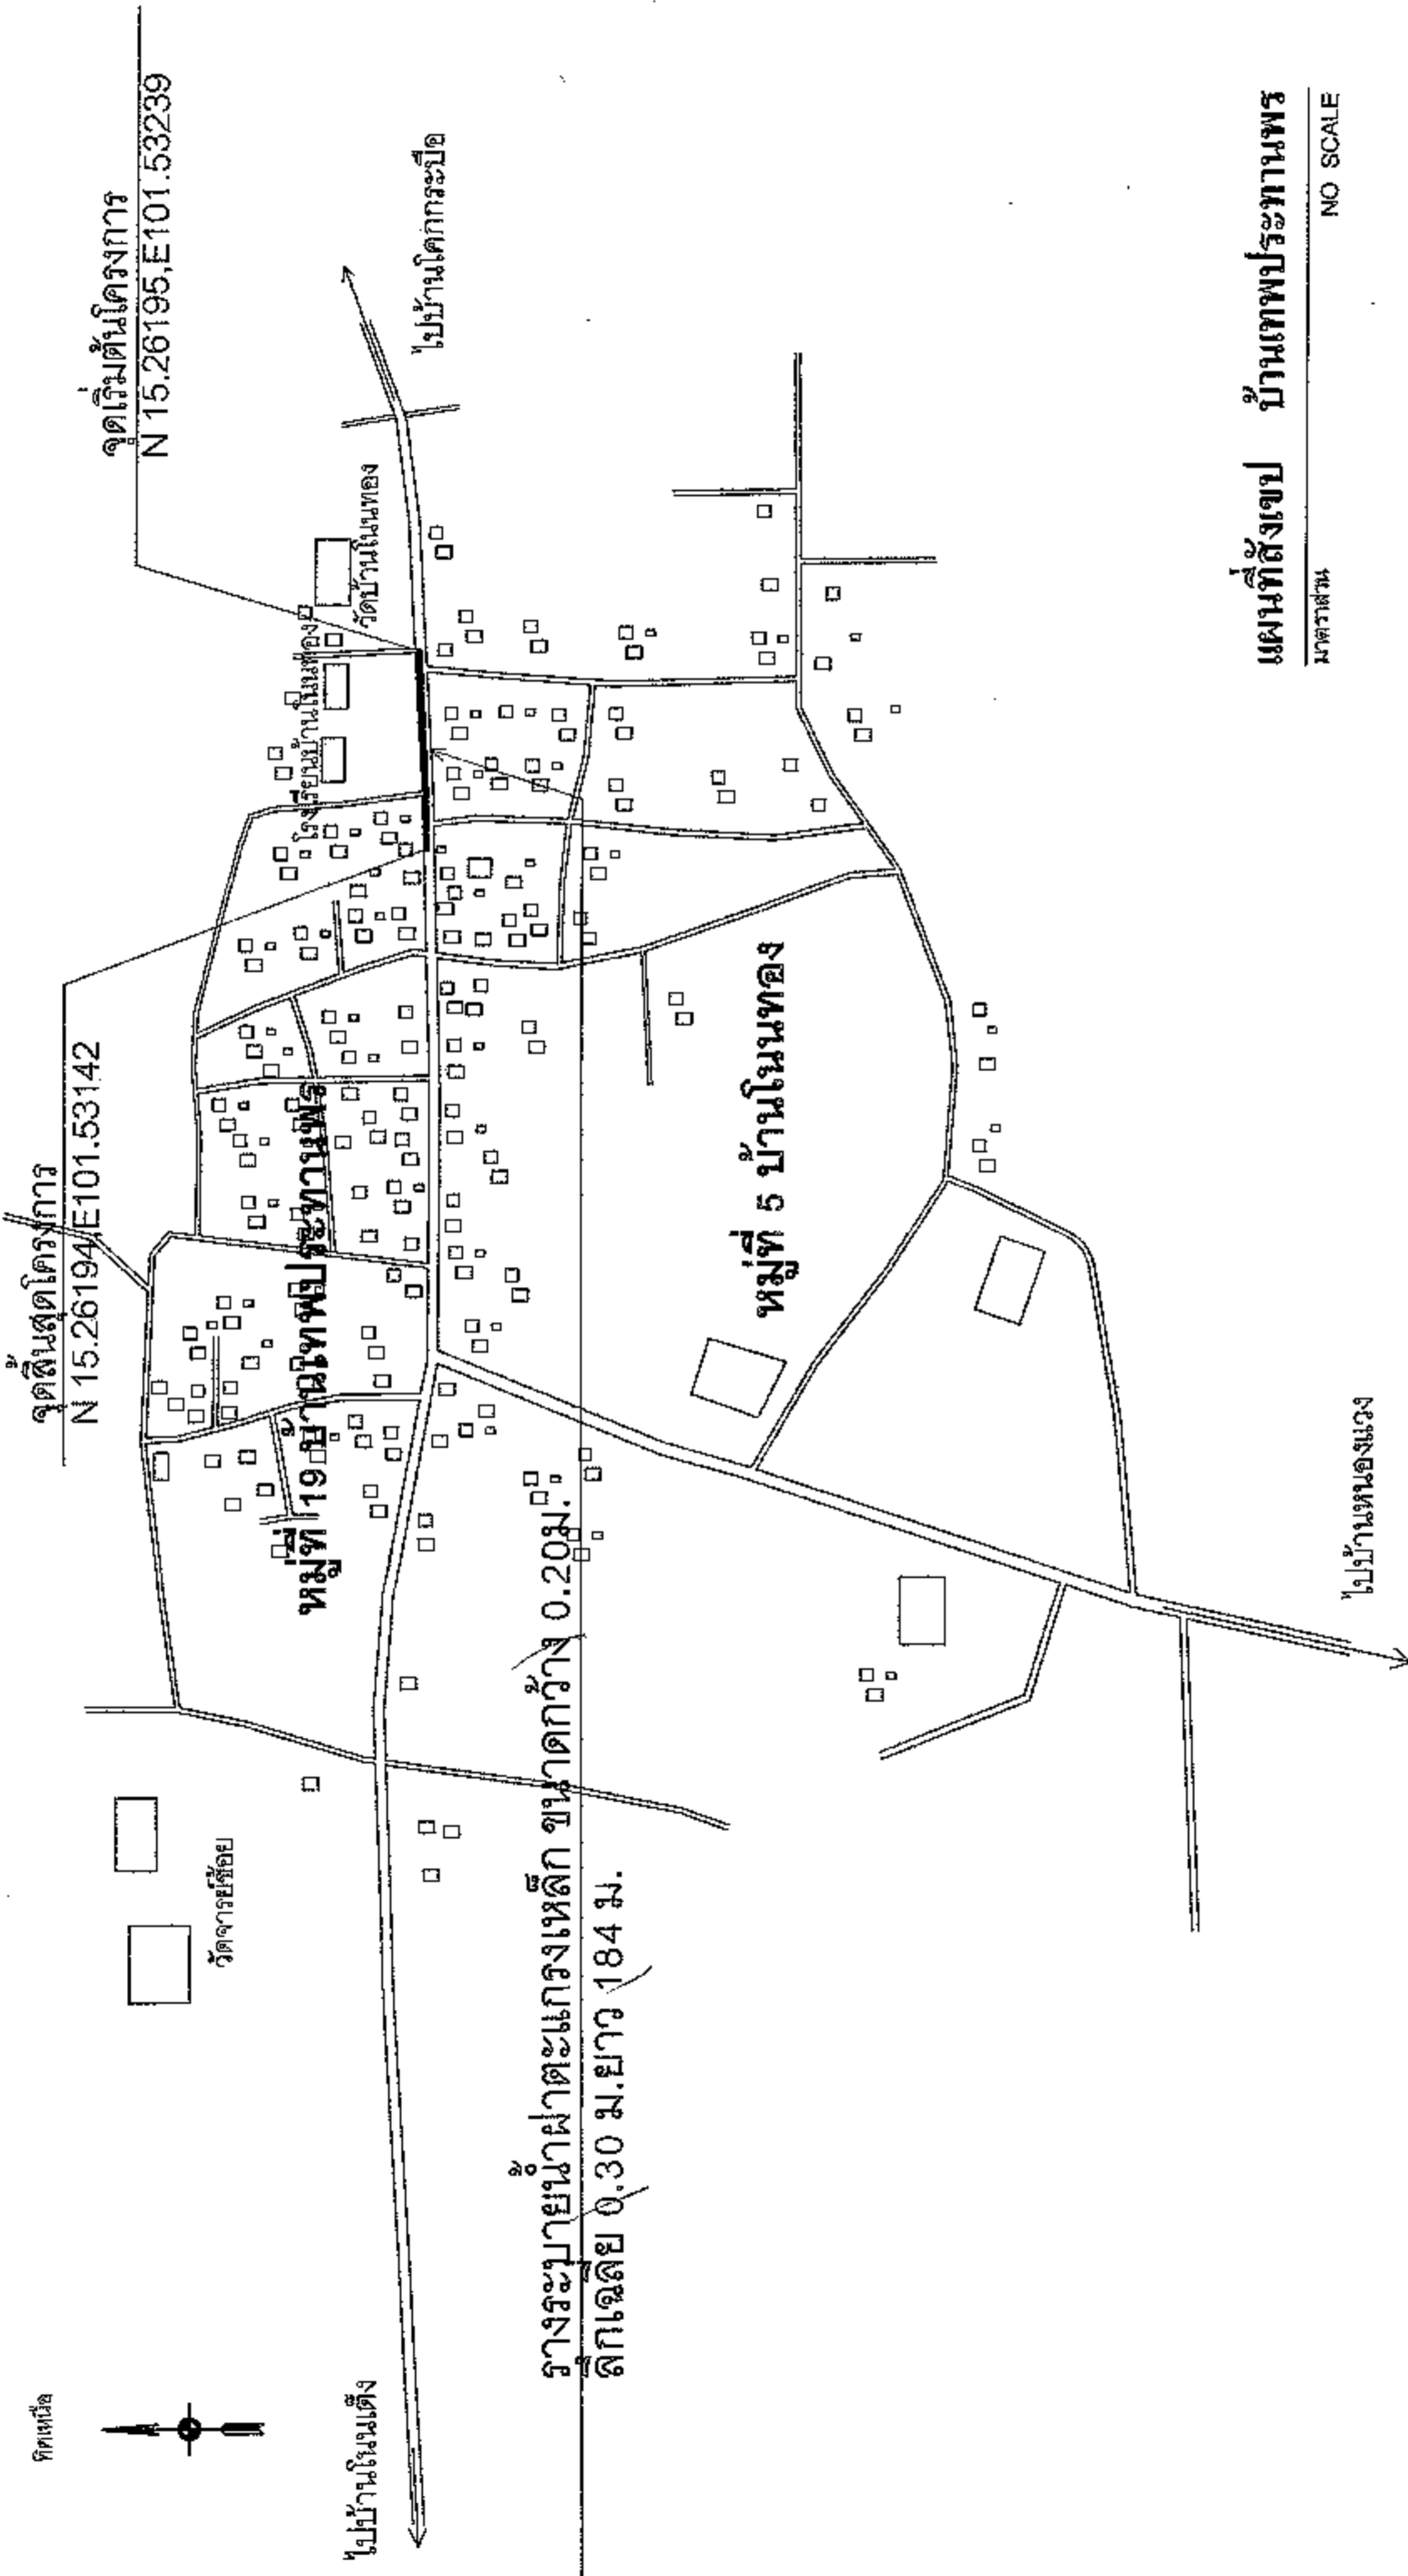 ทิศเหนือ
จุดสิ้นสุดโครงการ
N 15.26194,E101.53142
จุดเริ่มต้นโครงการ
N 15.26195,E101.53239
วัดจารย์ช้อย
หมู่ที่ 19 บ้านเทพประทานพร
โรงเรียนบ้านโนนทอง
วัดบ้านโนนทอง
ไปบ้านโนนเต็ง
ไปบ้านโคกกระบือ
รางระบายน้ำฝาตะแกรงเหล็ก ขนาดกว้าง 0.20ม.
ลึกเฉลี่ย 0.30 ม.ยาว 184 ม.
หมู่ที่ 5 บ้านโนนทอง
ไปบ้านหนองแวง
แผนที่สังเขป บ้านเทพประทานพร
มาตราส่วน NO SCALE